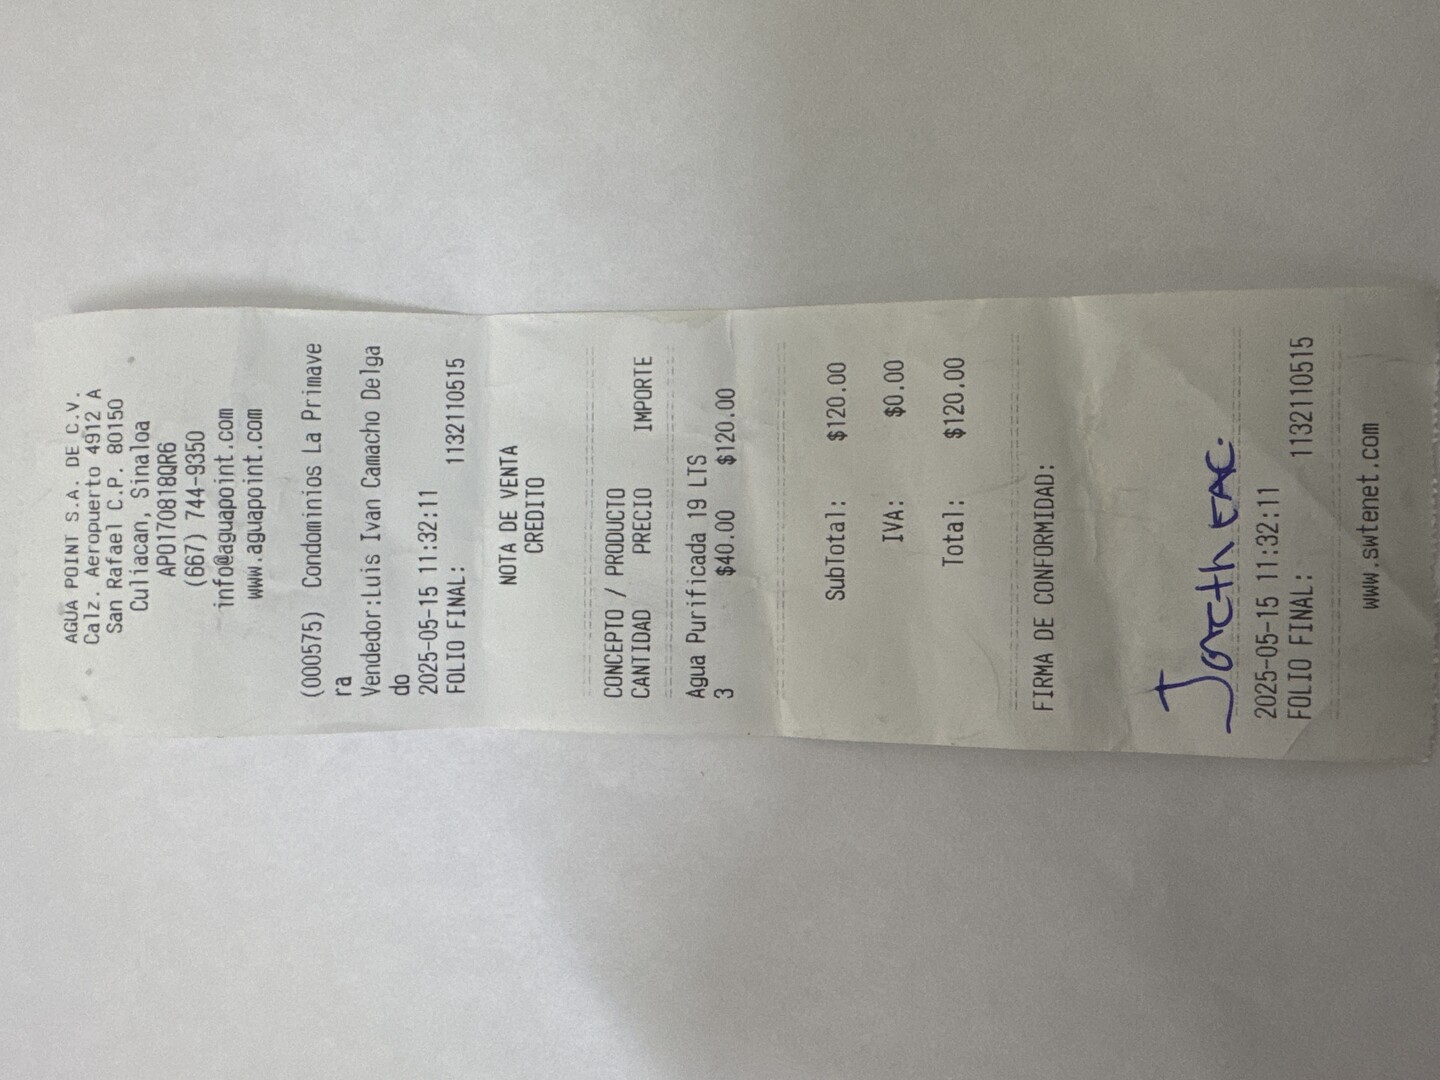 AGUA POINT S.A. DE C.V.
Calz. Aeropuerto 4912 A
San Rafael C.P. 80150
Culiacan, Sinaloa
APO170818QR6
(667) 744-9350
info@aguapoint.com
www.aguapoint.com
(000575) Condominios La Primave
ra
Vendedor:Luis Ivan Camacho Delga
do
2025-05-15 11:32:11
FOLIO FINAL: 1132110515
NOTA DE VENTA
CREDITO
CONCEPTO / PRODUCTO
CANTIDAD PRECIO IMPORTE
Agua Purificada 19 LTS
3 $40.00 $120.00
SubTotal: $120.00
IVA: $0.00
Total: $120.00
FIRMA DE CONFORMIDAD:
2025-05-15 11:32:11
FOLIO FINAL: 1132110515
www.swtenet.com